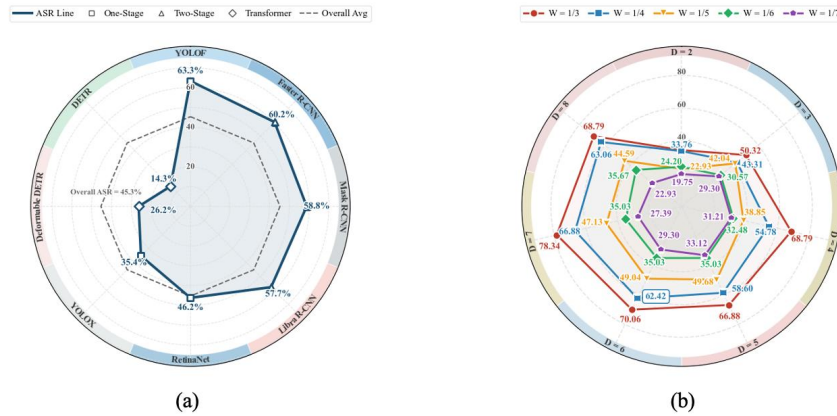 ASR Line One-Stage Two-Stage Transformer Overall Avg
YOLOF
63.3%
Faster R-CNN
60.2%
DETR
60
40
20
14.3%
Overall ASR = 45.3%
58.8%
Mask R-CNN
Deformable DETR
26.2%
35.4%
57.7%
YOLOX
46.2%
Libra R-CNN
RetinaNet
(a)
W = 1/3 W = 1/4 W = 1/5 W = 1/6 W = 1/7
D = 2
80
D = 8
D = 3
68.79
40
33.76
50.32
63.06
44.59
42.04
43.31
24.20
22.93
35.67
30.57
19.75
29.30
22.93
35.03
31.21
38.85
27.39
32.48
54.78
68.79
47.13
66.88
78.34
D = 7
D = 4
29.30
33.12
35.03
35.03
49.04
49.68
62.42
58.60
70.06
66.88
D = 6
D = 5
(b)